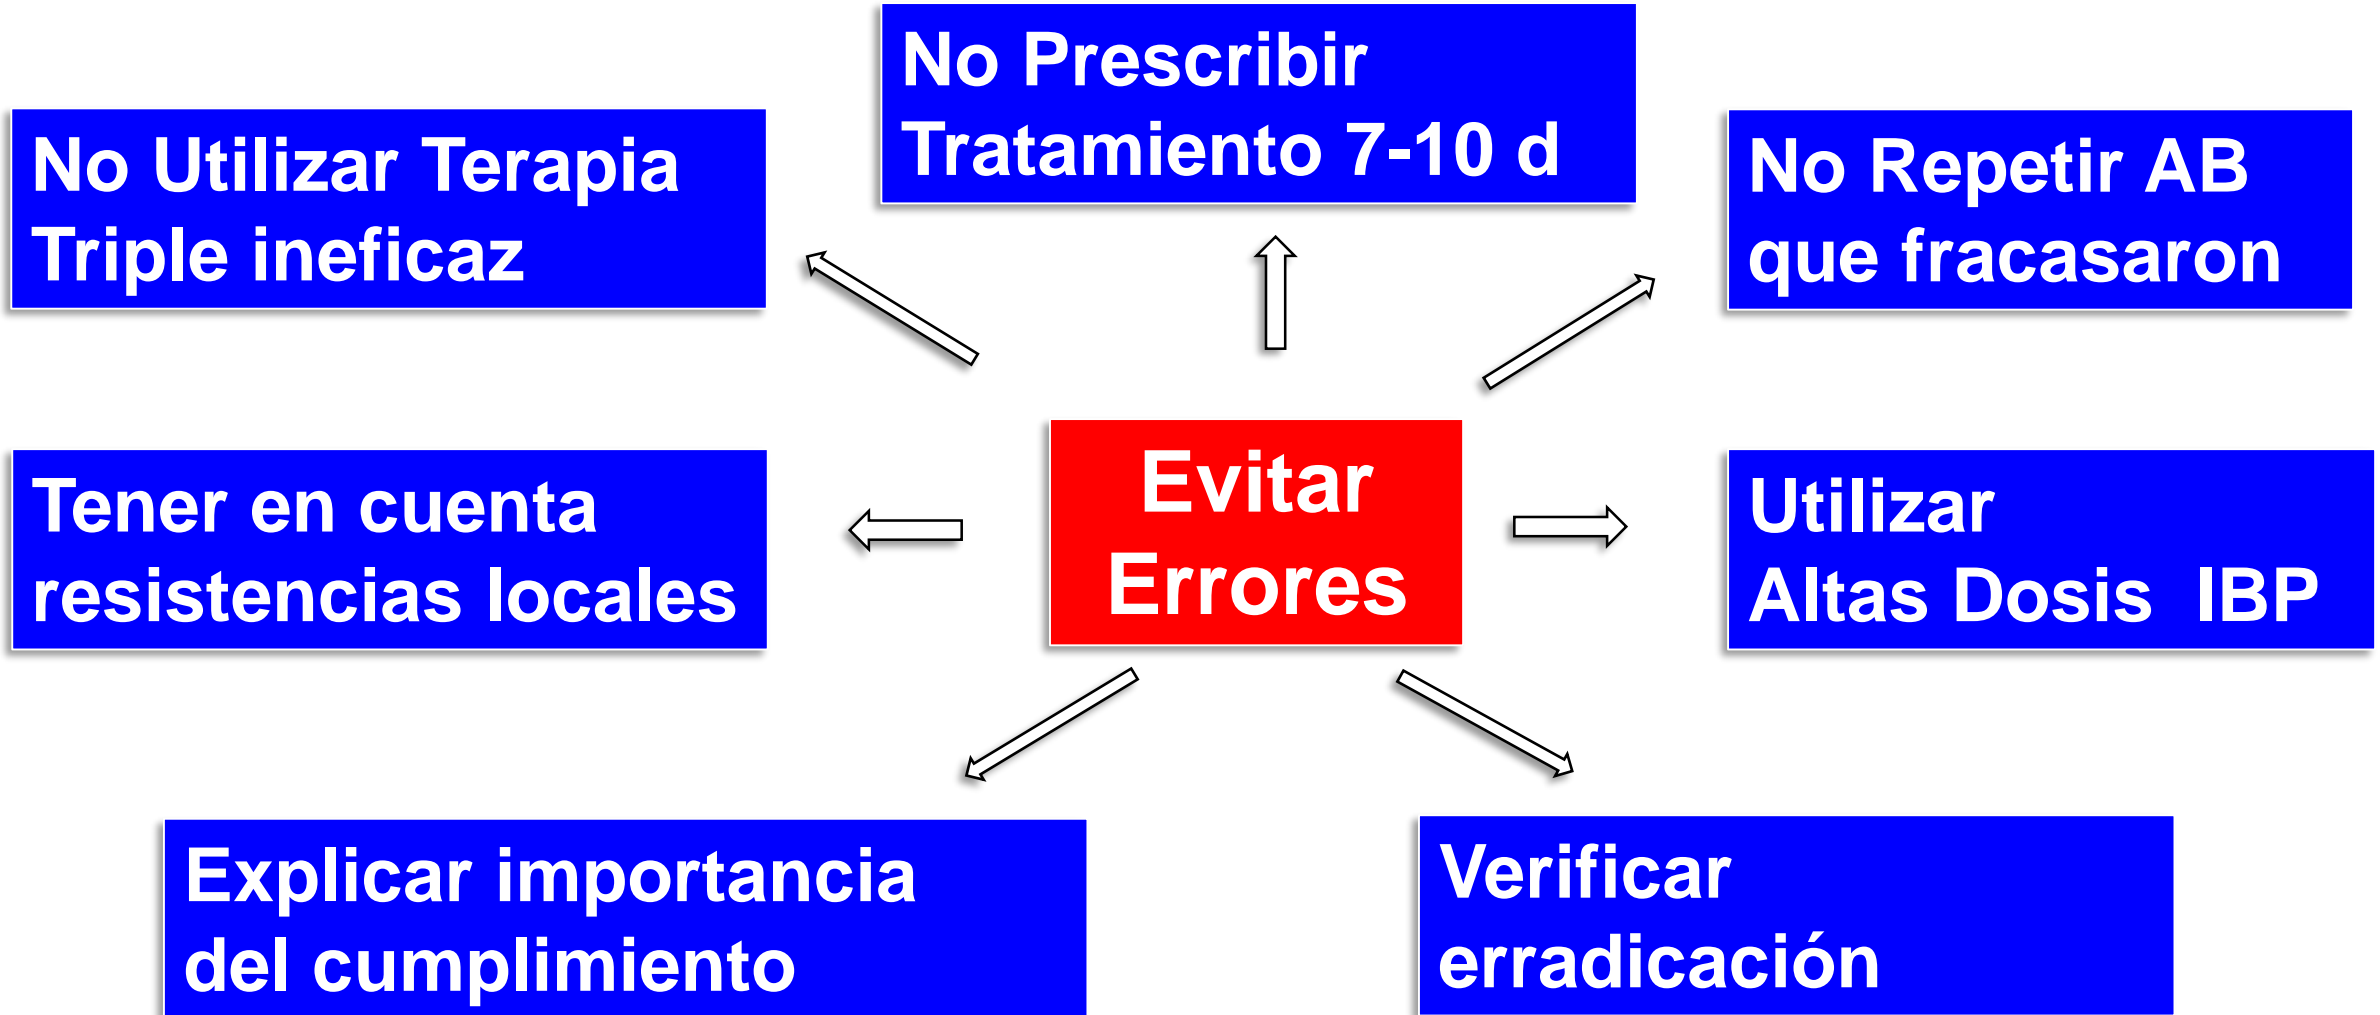 No Prescribir
Tratamiento 7-10 d
No Utilizar Terapia
Triple ineficaz
No Repetir AB
que fracasaron
Evitar
Errores
Tener en cuenta
resistencias locales
Utilizar
Altas Dosis  IBP
Explicar importancia
del cumplimiento
Verificar
erradicación